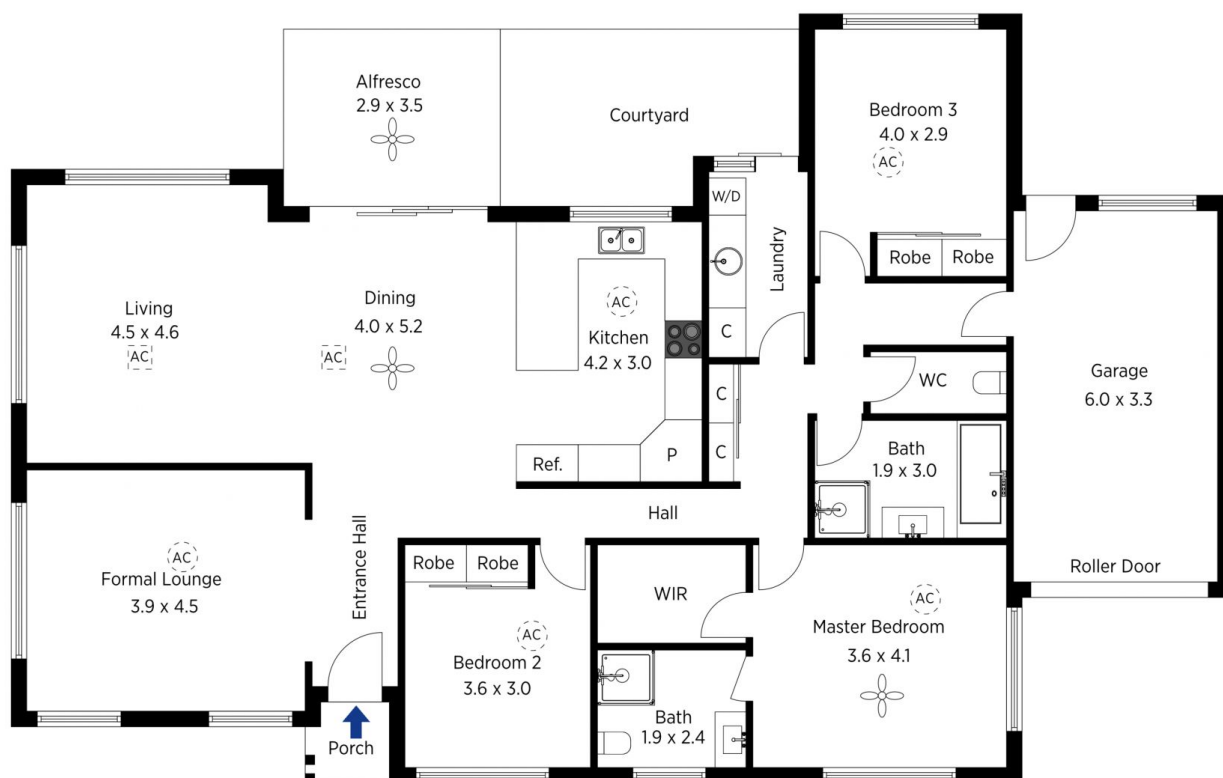 Alfresco
2.9 x 3.5
Courtyard
Bedroom 3
4.0 x 2.9
AC
Robe Robe
W/D
Laundry
C
Living
4.5 x 4.6
AC
Dining
4.0 x 5.2
AC
AC
Kitchen
4.2 x 3.0
Ref.
P
C
C
WC
Garage
6.0 x 3.3
Roller Door
Bath
1.9 x 3.0
Hall
Entrance Hall
AC
Formal Lounge
3.9 x 4.5
Robe Robe
AC
Bedroom 2
3.6 x 3.0
WIR
AC
Master Bedroom
3.6 x 4.1
Bath
1.9 x 2.4
Porch